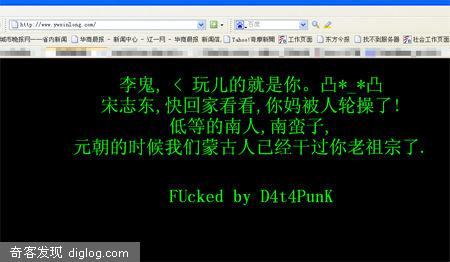 http://www.ywxinlong.com/
百度
城市晚报网——省内新闻
华商晨报 - 新闻中心 - 辽一网 - 首页
华商晨报
新闻信息
Yahoo!奇摩新聞
工作页面
东方今报
找不到服务器
社会工作页面
李鬼, < 玩儿的就是你。凸*_*凸
宋志东,快回家看看,你妈被人轮操了!
低等的南人,南蛮子,
元朝的时候我们蒙古人已经干过你老祖宗了.
FUcked by D4t4PunK
奇客发现 diglog.com